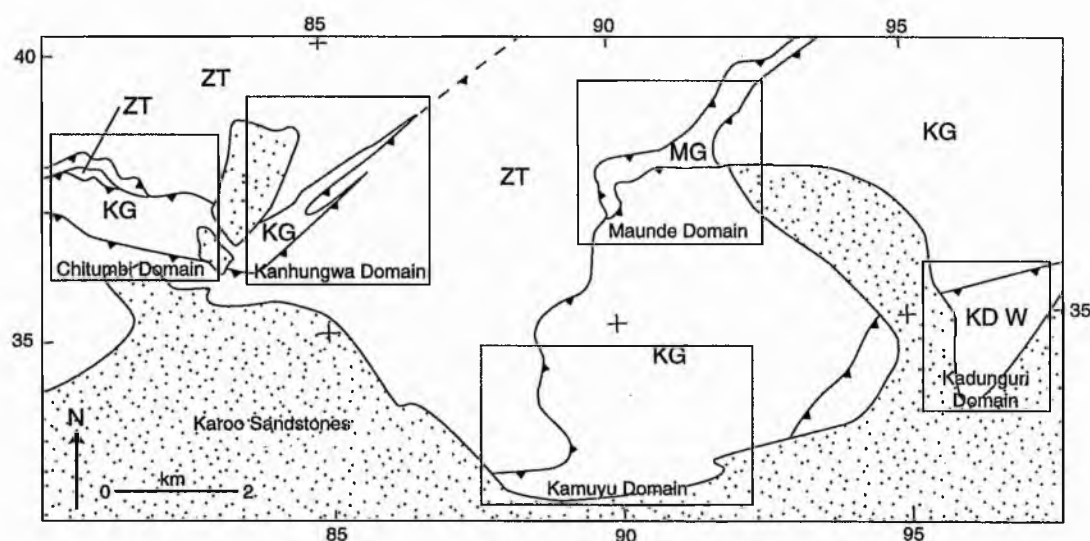 85
90
95
40
ZT
ZT
KG
KG
ZT
MG
KG
Maunde Domain
Chitumbi Domain
Kanhungwa Domain
KD W
35
35
KG
Kadunguri
Domain
Karoo Sandstones
N
km
0
2
Kamuyu Domain
85
90
95